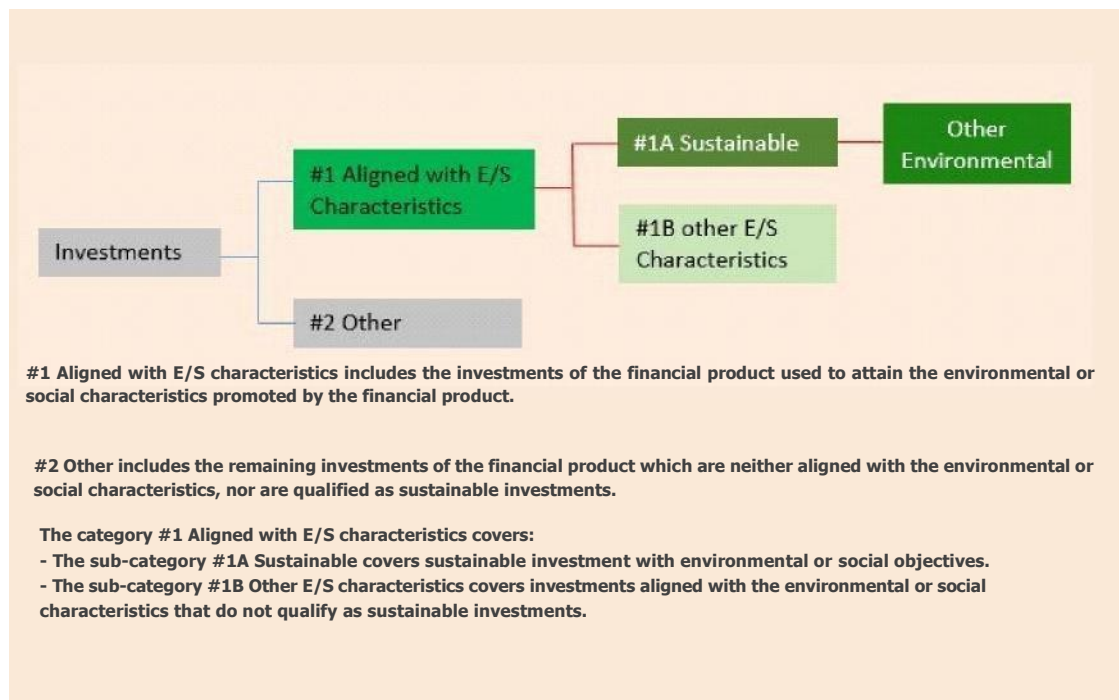 Other
Environmental
#1A Sustainable
#1 Aligned with E/S
Characteristics
#1B other E/S
Characteristics
Investments
#2 Other
#1 Aligned with E/S characteristics includes the investments of the financial product used to attain the environmental or
social characteristics promoted by the financial product.
#2 Other includes the remaining investments of the financial product which are neither aligned with the environmental or
social characteristics, nor are qualified as sustainable investments.
The category #1 Aligned with E/S characteristics covers:
- The sub-category #1A Sustainable covers sustainable investment with environmental or social objectives.
- The sub-category #1B Other E/S characteristics covers investments aligned with the environmental or social
characteristics that do not qualify as sustainable investments.